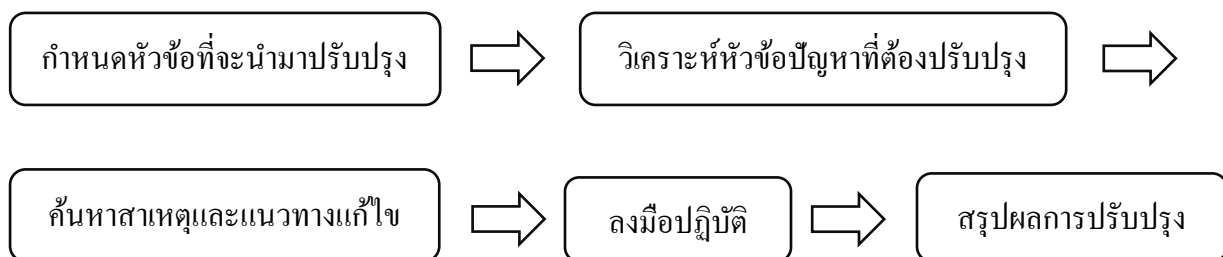 กำหนดหัวข้อที่จะนำมาปรับปรุง
วิเคราะห์หัวข้อปัญหาที่ต้องปรับปรุง
ค้นหาสาเหตุและแนวทางแก้ไข
ลงมือปฏิบัติ
สรุปผลการปรับปรุง